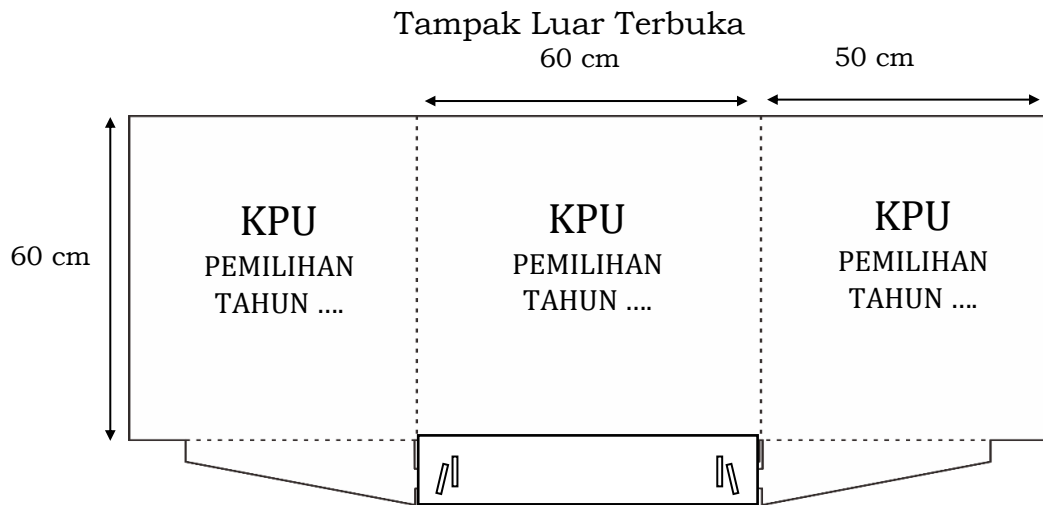 Tampak Luar Terbuka
60 cm
50 cm
60 cm
KPU
PEMILIHAN
TAHUN ....
KPU
PEMILIHAN
TAHUN ....
KPU
PEMILIHAN
TAHUN ....